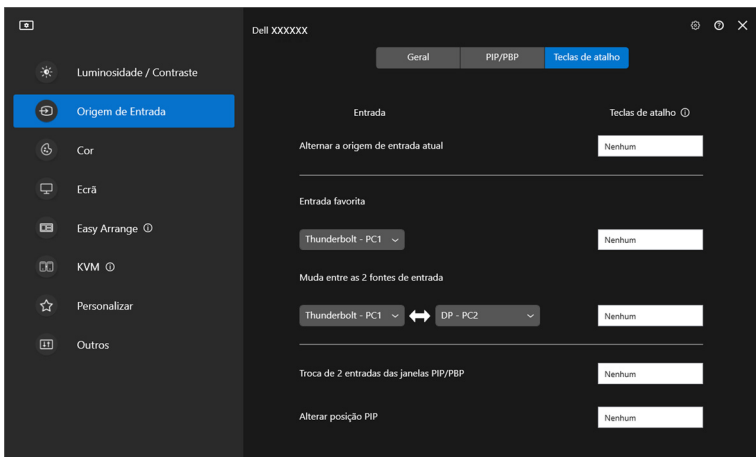 Dell XXXXXX
Geral PIP/PBP Teclas de atalho
Luminosidade / Contraste
Origem de Entrada
Cor
Ecrã
Easy Arrange
KVM
Personalizar
Outros
Entrada Teclas de atalho
Alternar a origem de entrada atual Nenhum
Entrada favorita
Thunderbolt - PC1 Nenhum
Muda entre as 2 fontes de entrada
Thunderbolt - PC1 DP - PC2 Nenhum
Troca de 2 entradas das janelas PIP/PBP Nenhum
Alterar posição PIP Nenhum